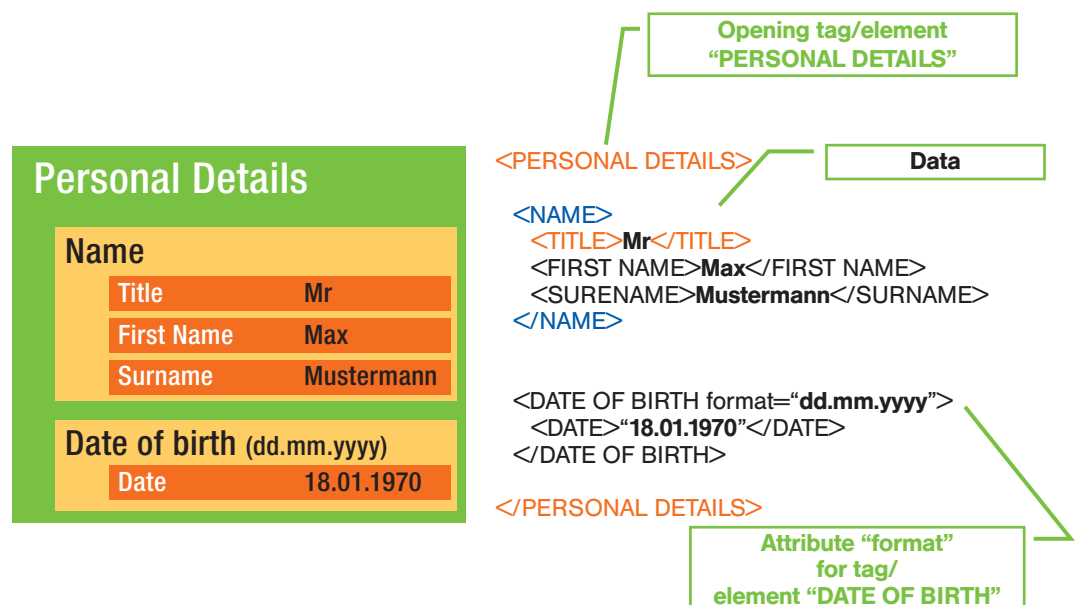 Opening tag/element
“PERSONAL DETAILS”
Personal Details
Name
Title Mr
First Name Max
Surname Mustermann
Date of birth (dd.mm.yyyy)
Date 18.01.1970
<PERSONAL DETAILS>
Data
<NAME>
<TITLE>Mr</TITLE>
<FIRST NAME>Max</FIRST NAME>
<SURENAME>Mustermann</SURNAME>
</NAME>
<DATE OF BIRTH format=“dd.mm.yyyy”>
<DATE>“18.01.1970”</DATE>
</DATE OF BIRTH>
</PERSONAL DETAILS>
Attribute “format”
for tag/
element “DATE OF BIRTH”